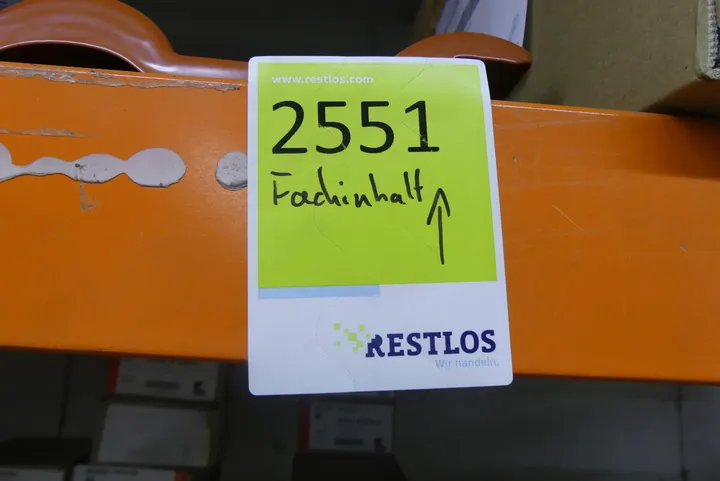 www.restlos.com
2551
Fachinhalt
RESTLOS
Wir handeln.